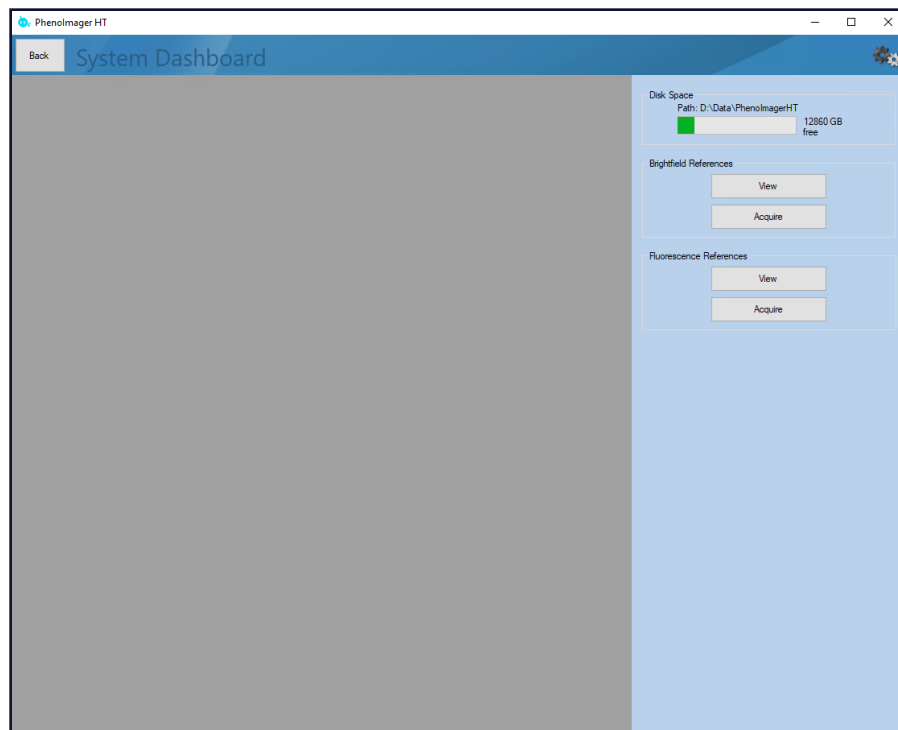 PhenoImager HT
Back
System Dashboard
Disk Space
Path: D:\Data\PhenoImagerHT
12860 GB
free
Brightfield References
View
Acquire
Fluorescence References
View
Acquire